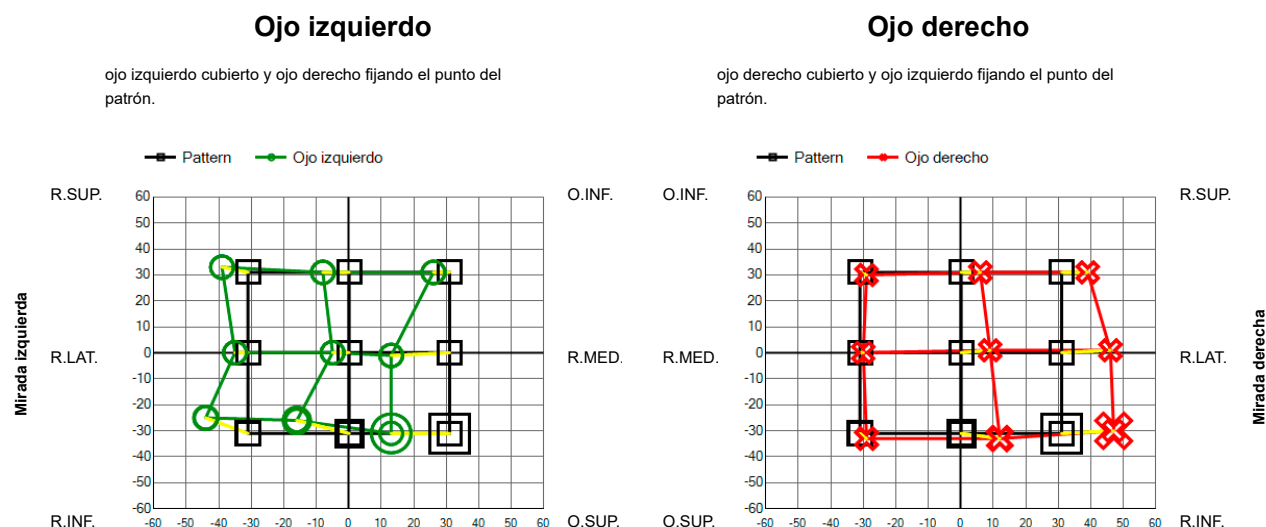 Ojo izquierdo
ojo izquierdo cubierto y ojo derecho fijando el punto del
patrón.
Pattern Ojo izquierdo
R.SUP. O.INF.
60
50
40
30
20
10
0
-10
-20
-30
-40
-50
-60
Mirada izquierda
R.LAT. R.MED.
R.INF. O.SUP.
-60 -50 -40 -30 -20 -10 0 10 20 30 40 50 60
Ojo derecho
ojo derecho cubierto y ojo izquierdo fijando el punto del
patrón.
Pattern Ojo derecho
O.INF. R.SUP.
60
50
40
30
20
10
0
-10
-20
-30
-40
-50
-60
R.MED. R.LAT.
Mirada derecha
O.SUP. R.INF.
-60 -50 -40 -30 -20 -10 0 10 20 30 40 50 60